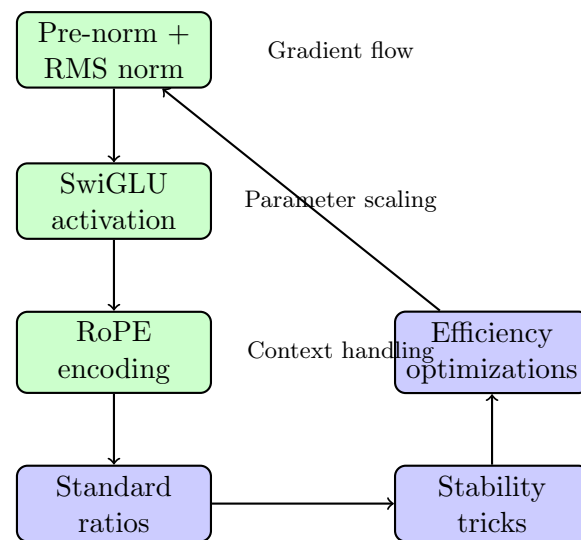 Pre-norm +
RMS norm
Gradient flow
SwiGLU
activation
Parameter scaling
RoPE
encoding
Context handling
Efficiency
optimizations
Standard
ratios
Stability
tricks